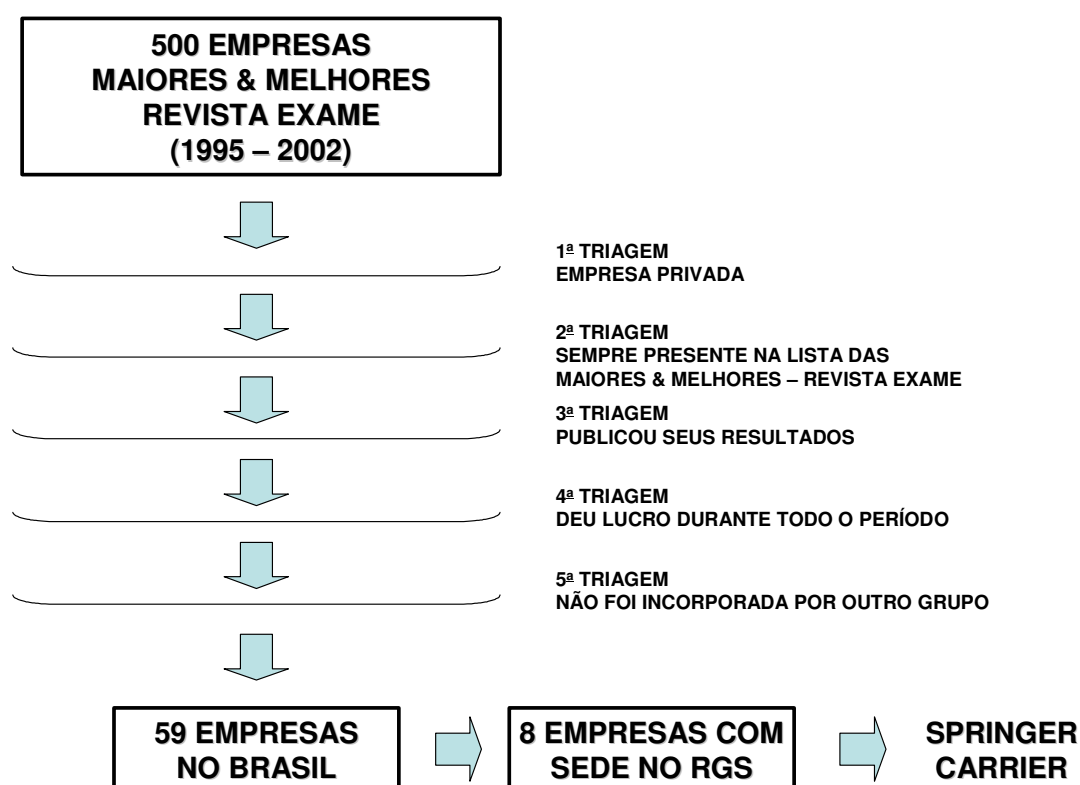 500 EMPRESAS
MAIORES & MELHORES
REVISTA EXAME
(1995 – 2002)
1ª TRIAGEM
EMPRESA PRIVADA
2ª TRIAGEM
SEMPRE PRESENTE NA LISTA DAS
MAIORES & MELHORES – REVISTA EXAME
3ª TRIAGEM
PUBLICOU SEUS RESULTADOS
4ª TRIAGEM
DEU LUCRO DURANTE TODO O PERÍODO
5ª TRIAGEM
NÃO FOI INCORPORADA POR OUTRO GRUPO
59 EMPRESAS
NO BRASIL
8 EMPRESAS COM
SEDE NO RGS
SPRINGER
CARRIER